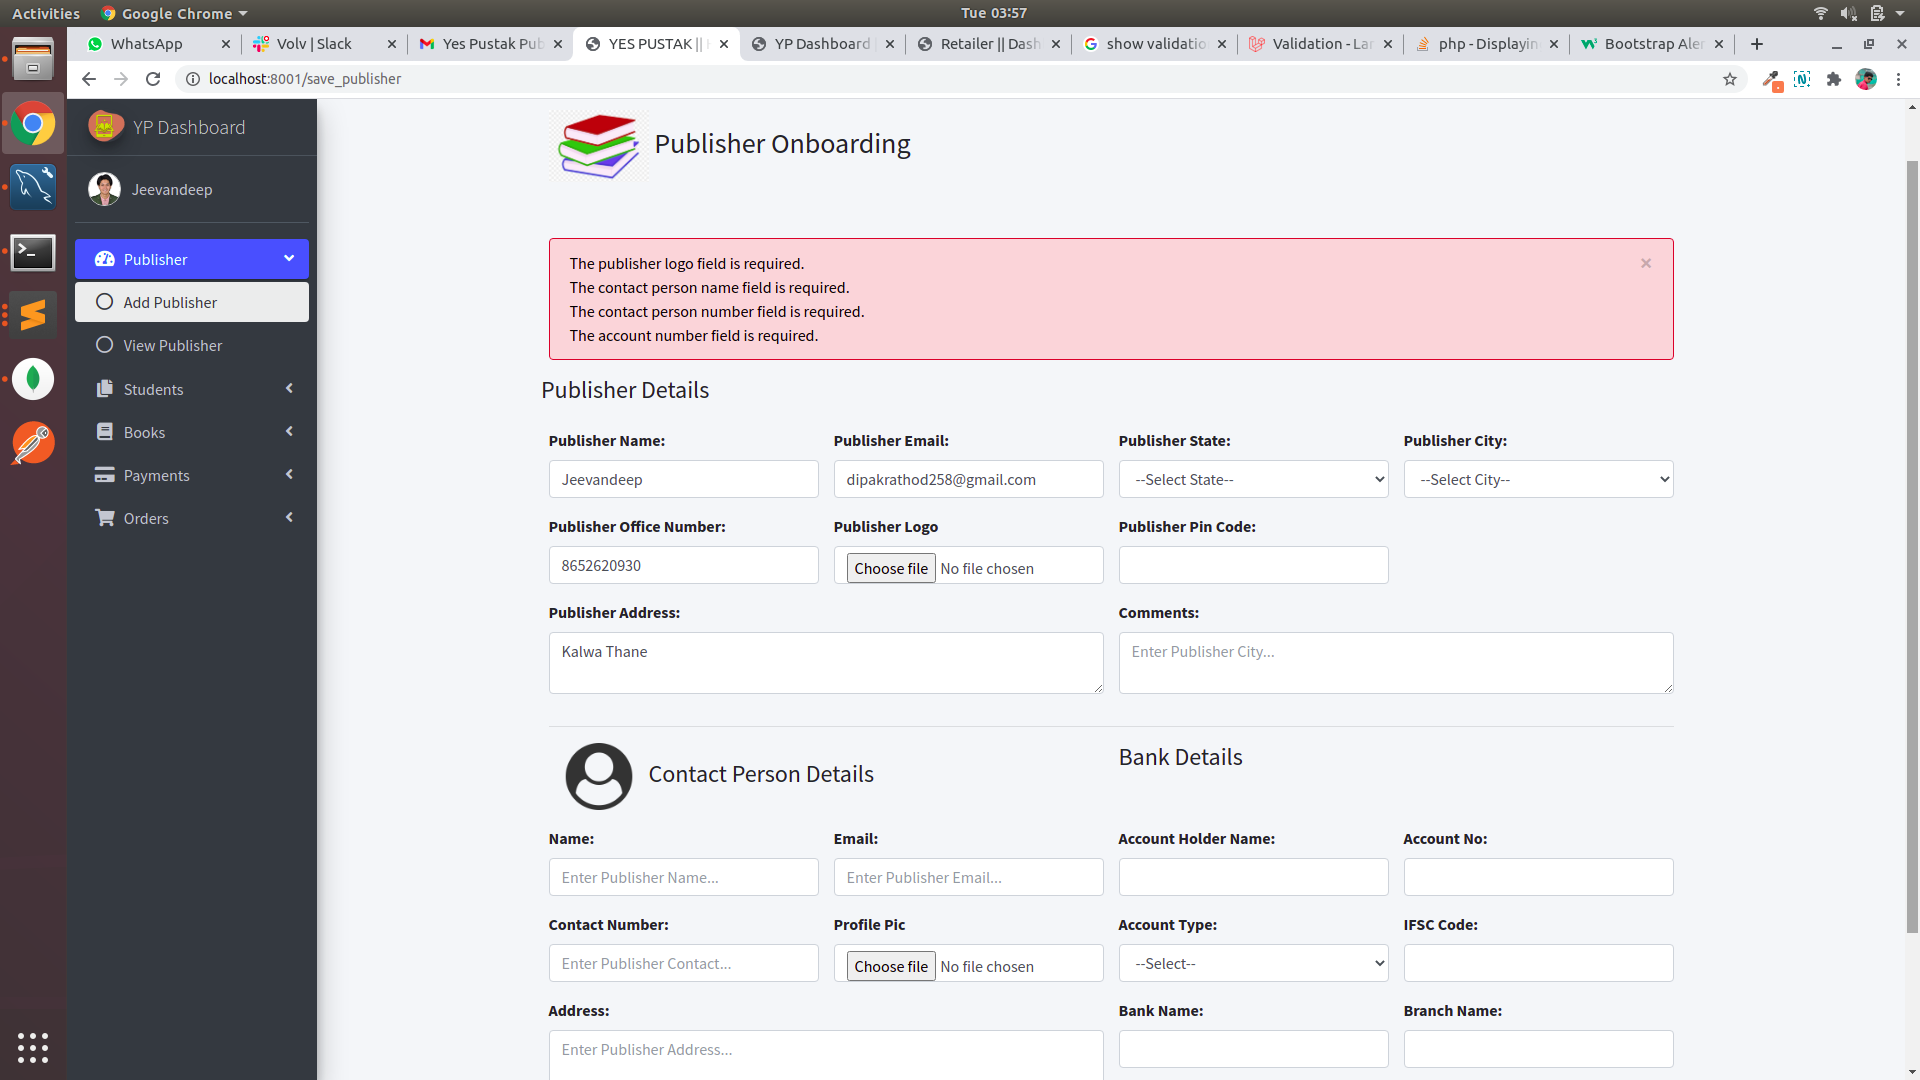 Activities Google Chrome Tue 03:57
WhatsApp Volv | Slack Yes Pustak Pub YES PUSTAK || YP Dashboard Retailer || Dash show validatio Validation - Lar php - Displayin Bootstrap Aler
localhost:8001/save_publisher
YP Dashboard
Jeevandeep
Publisher
Add Publisher
View Publisher
Students
Books
Payments
Orders
Publisher Onboarding
The publisher logo field is required.
The contact person name field is required.
The contact person number field is required.
The account number field is required.
×
Publisher Details
Publisher Name: Publisher Email: Publisher State: Publisher City:
Jeevandeep dipakrathod258@gmail.com --Select State-- --Select City--
Publisher Office Number: Publisher Logo Publisher Pin Code:
8652620930 Choose file No file chosen
Publisher Address: Comments:
Kalwa Thane Enter Publisher City...
Contact Person Details Bank Details
Name: Email: Account Holder Name: Account No:
Enter Publisher Name... Enter Publisher Email...
Contact Number: Profile Pic Account Type: IFSC Code:
Enter Publisher Contact... Choose file No file chosen --Select--
Address: Bank Name: Branch Name:
Enter Publisher Address...